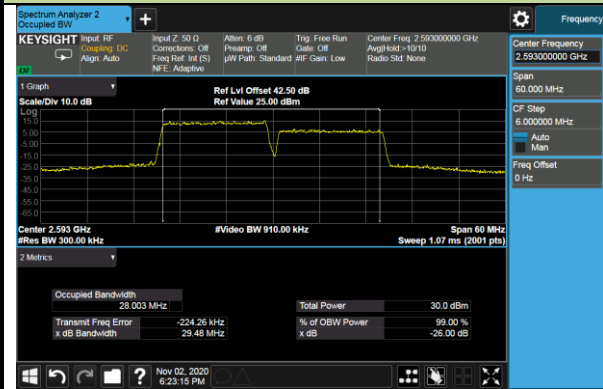 Spectrum Analyzer 2
Occupied BW
+
Frequency
KEYSIGHT
Input: RF
Coupling: DC
Align: Auto
Input Z: 50 Ω
Corrections: Off
Freq Ref: Int (S)
NFE: Adaptive
Atten: 6 dB
Preamp: Off
µW Path: Standard
Trig: Free Run
Gate: Off
#IF Gain: Low
Center Freq: 2.593000000 GHz
Avg|Hold:>10/10
Radio Std: None
Center Frequency
2.593000000 GHz
Span
60.000 MHz
CF Step
6.000000 MHz
Auto
Man
Freq Offset
0 Hz
1 Graph
Scale/Div 10.0 dB
Ref Lvl Offset 42.50 dB
Ref Value 25.00 dBm
Log
15.0
5.00
-5.00
-15.0
-25.0
-35.0
-45.0
-55.0
-65.0
Center 2.593 GHz
#Video BW 910.00 kHz
Span 60 MHz
#Res BW 300.00 kHz
Sweep 1.07 ms (2001 pts)
2 Metrics
Occupied Bandwidth
28.003 MHz
Total Power 30.0 dBm
Transmit Freq Error -224.26 kHz
% of OBW Power 99.00 %
x dB Bandwidth 29.48 MHz
x dB -26.00 dB
?
Nov 02, 2020
6:23:15 PM